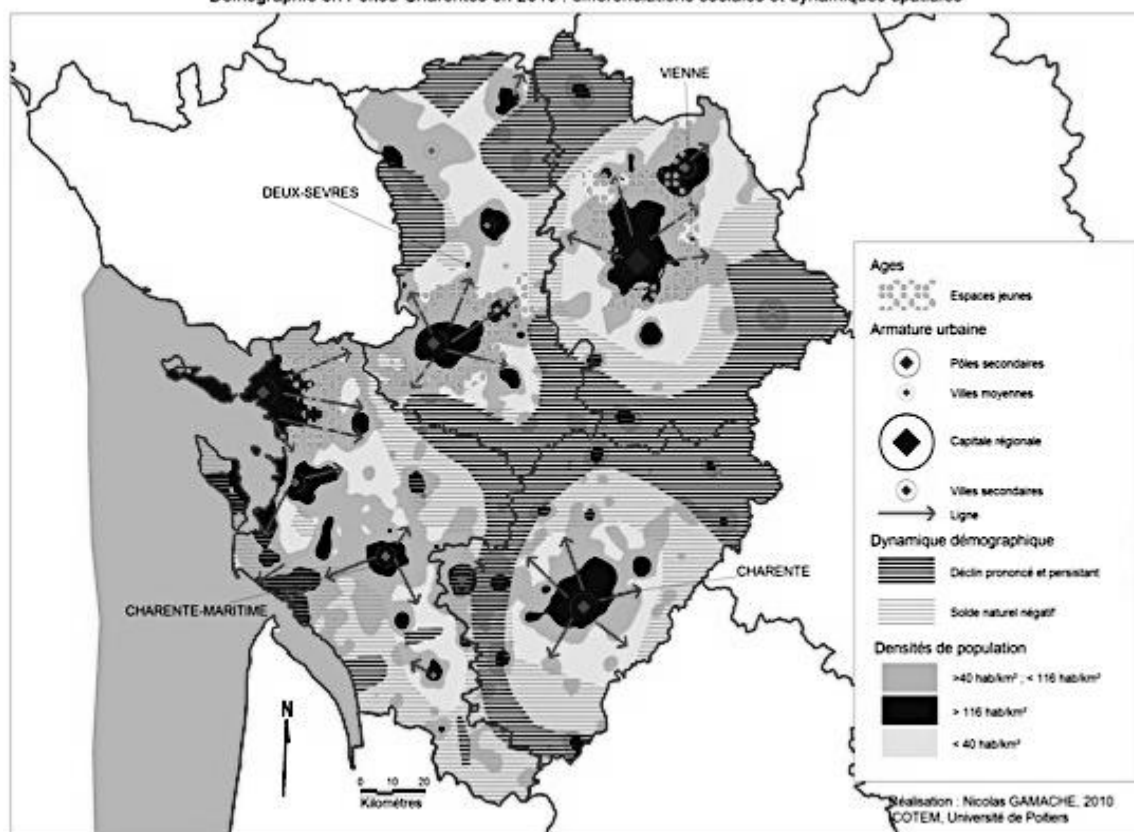 Démographie en Poitou-Charentes en 2010 : différenciations sociales et dynamiques spatiales
VIENNE
DEUX-SEVRES
CHARENTE
CHARENTE-MARITIME
N
0 10 20
Kilomètres
Ages
Espaces jeunes
Armature urbaine
Pôles secondaires
Villes moyennes
Capitale régionale
Villes secondaires
Ligne
Dynamique démographique
Déclin prononcé et persistant
Solde naturel négatif
Densités de population
>40 hab/km² ; < 116 hab/km²
> 116 hab/km²
< 40 hab/km²
Réalisation : Nicolas GAMACHE, 2010
ICOTEM, Université de Poitiers